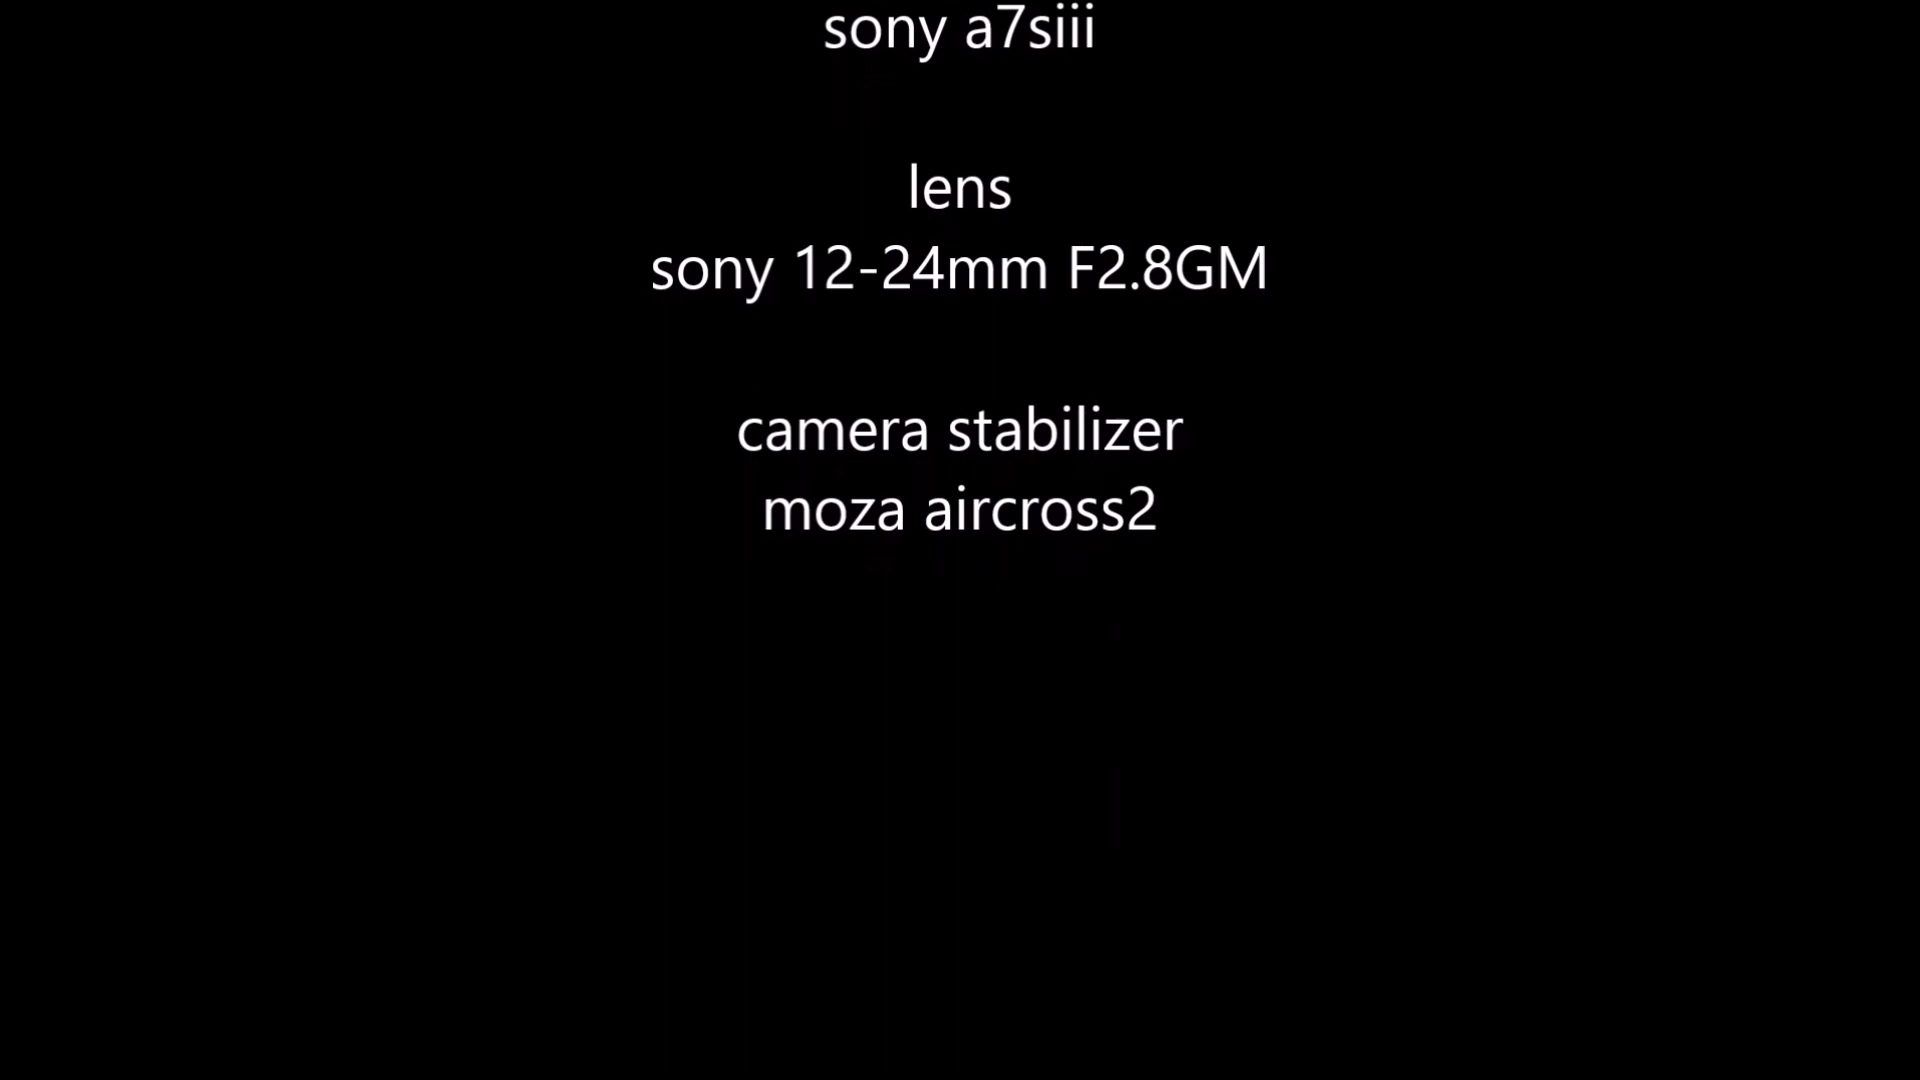 sony a7siii
lens
sony 12-24mm F2.8GM
camera stabilizer
moza aircross2